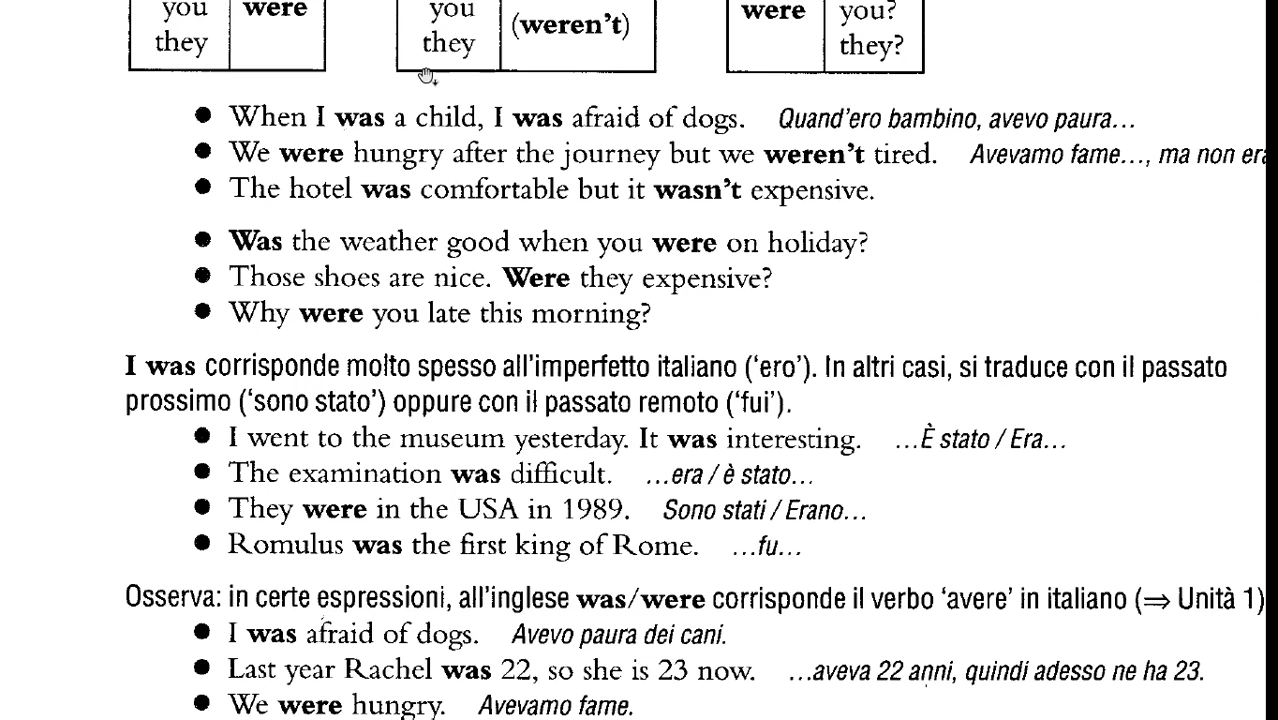 you were you (weren't) were you?
they they they?
● When I was a child, I was afraid of dogs. Quand'ero bambino, avevo paura…
● We were hungry after the journey but we weren't tired. Avevamo fame…, ma non era
● The hotel was comfortable but it wasn't expensive.
● Was the weather good when you were on holiday?
● Those shoes are nice. Were they expensive?
● Why were you late this morning?
I was corrisponde molto spesso all'imperfetto italiano ('ero'). In altri casi, si traduce con il passato
prossimo ('sono stato') oppure con il passato remoto ('fui').
● I went to the museum yesterday. It was interesting. …È stato / Era…
● The examination was difficult. …era / è stato…
● They were in the USA in 1989. Sono stati / Erano…
● Romulus was the first king of Rome. …fu…
Osserva: in certe espressioni, all'inglese was/were corrisponde il verbo 'avere' in italiano (⇒ Unità 1)
● I was afraid of dogs. Avevo paura dei cani.
● Last year Rachel was 22, so she is 23 now. …aveva 22 anni, quindi adesso ne ha 23.
● We were hungry. Avevamo fame.